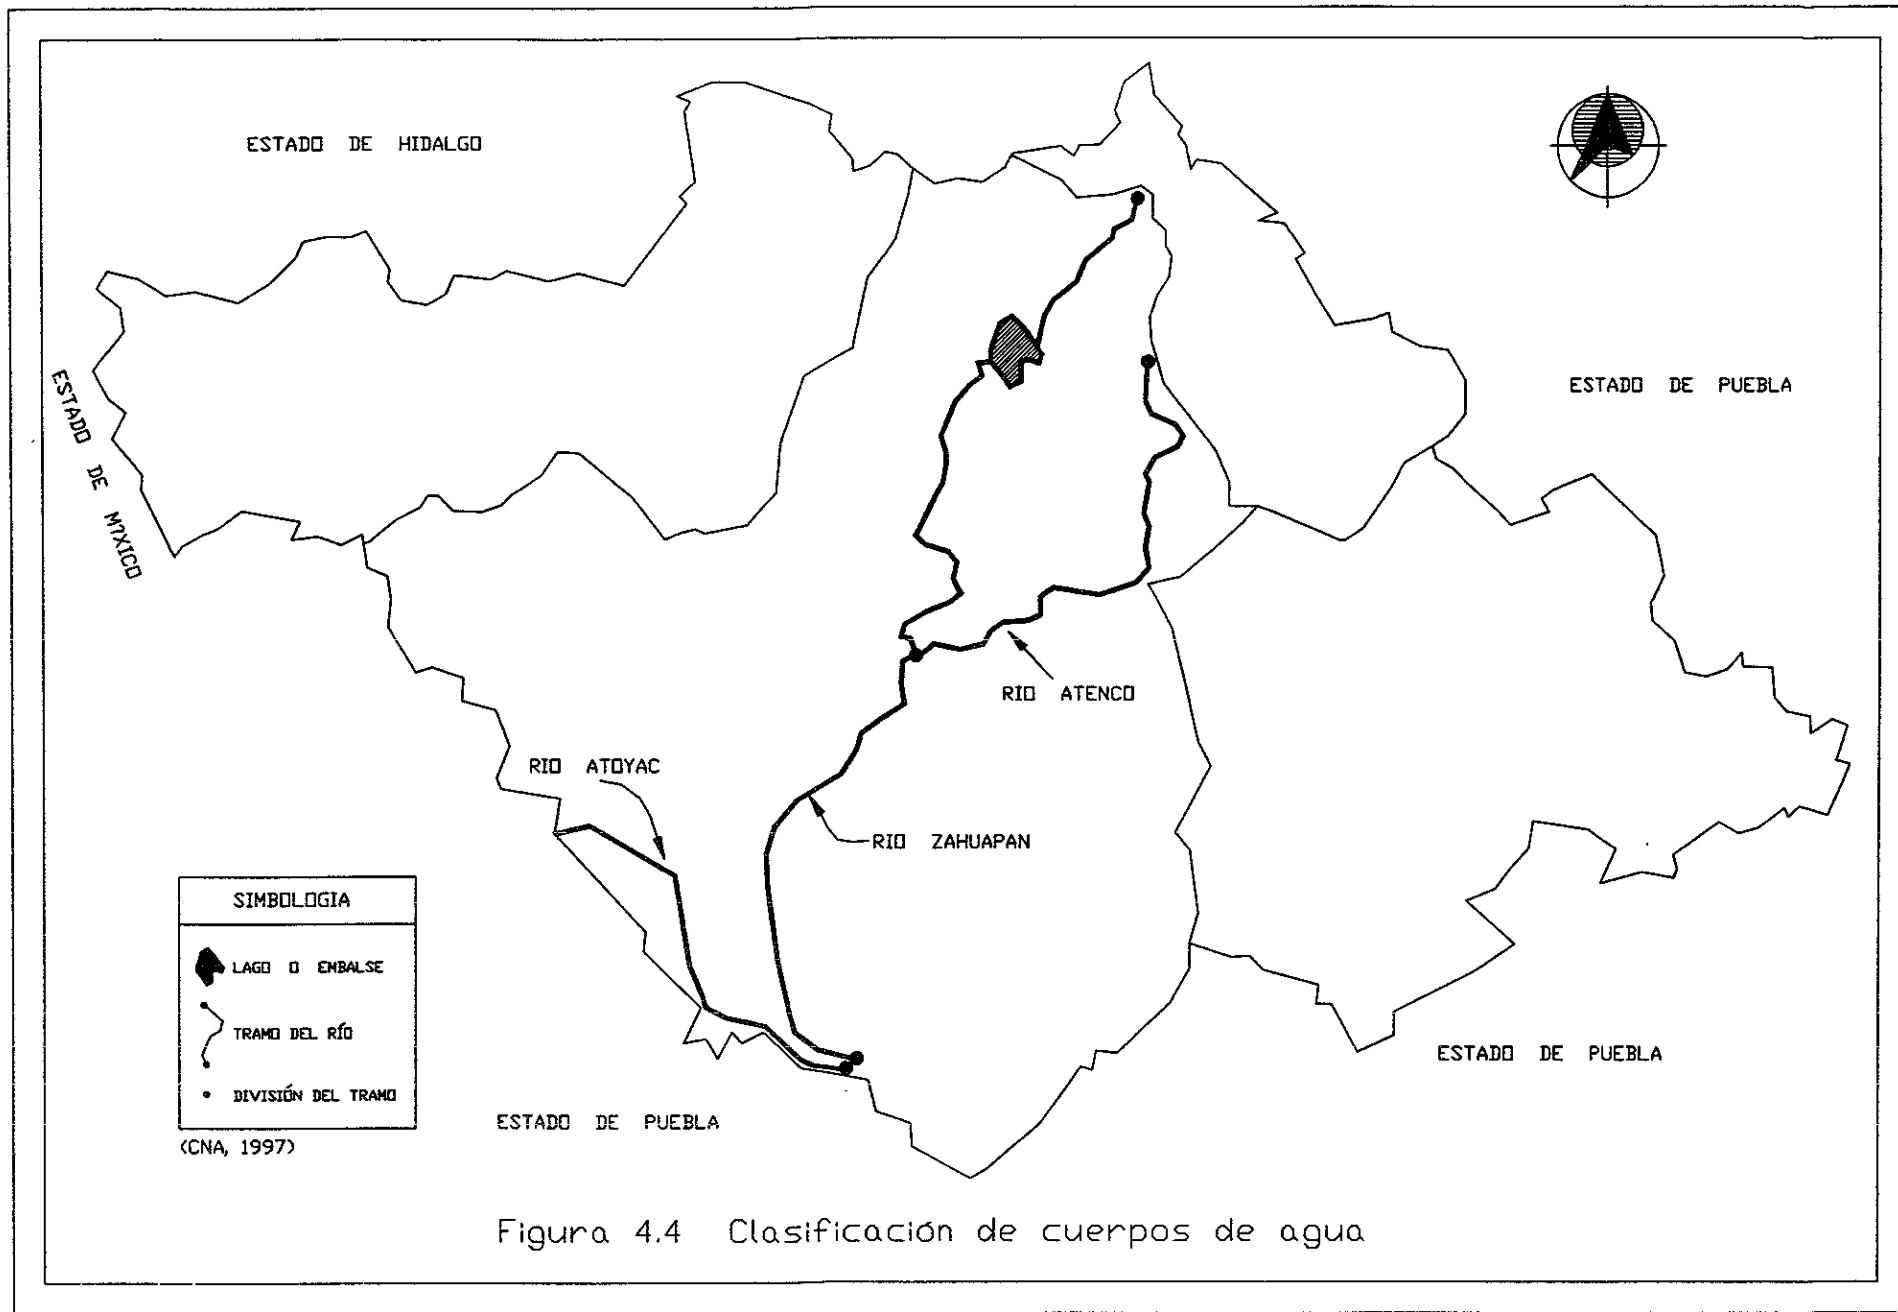 ESTADO DE HIDALGO
ESTADO DE PUEBLA
ESTADO DE M?XICO
RIO ATENCO
RIO ATOYAC
RIO ZAHUAPAN
SIMBOLOGIA
LAGO O EMBALSE
TRAMO DEL RÍO
DIVISIÓN DEL TRAMO
(CNA, 1997)
ESTADO DE PUEBLA
ESTADO DE PUEBLA
Figura 4.4 Clasificación de cuerpos de agua